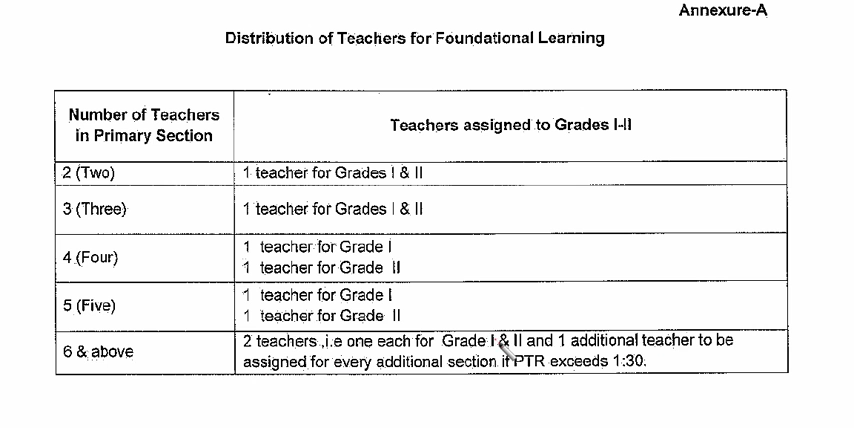 Annexure-A
Distribution of Teachers for Foundational Learning
Number of Teachers
in Primary Section
Teachers assigned to Grades I-II
2 (Two)
1 teacher for Grades I & II
3 (Three)
1 teacher for Grades I & II
4 (Four)
1 teacher for Grade I
1 teacher for Grade II
5 (Five)
1 teacher for Grade I
1 teacher for Grade II
6 & above
2 teachers ,i.e one each for Grade I & II and 1 additional teacher to be
assigned for every additional section if PTR exceeds 1:30.